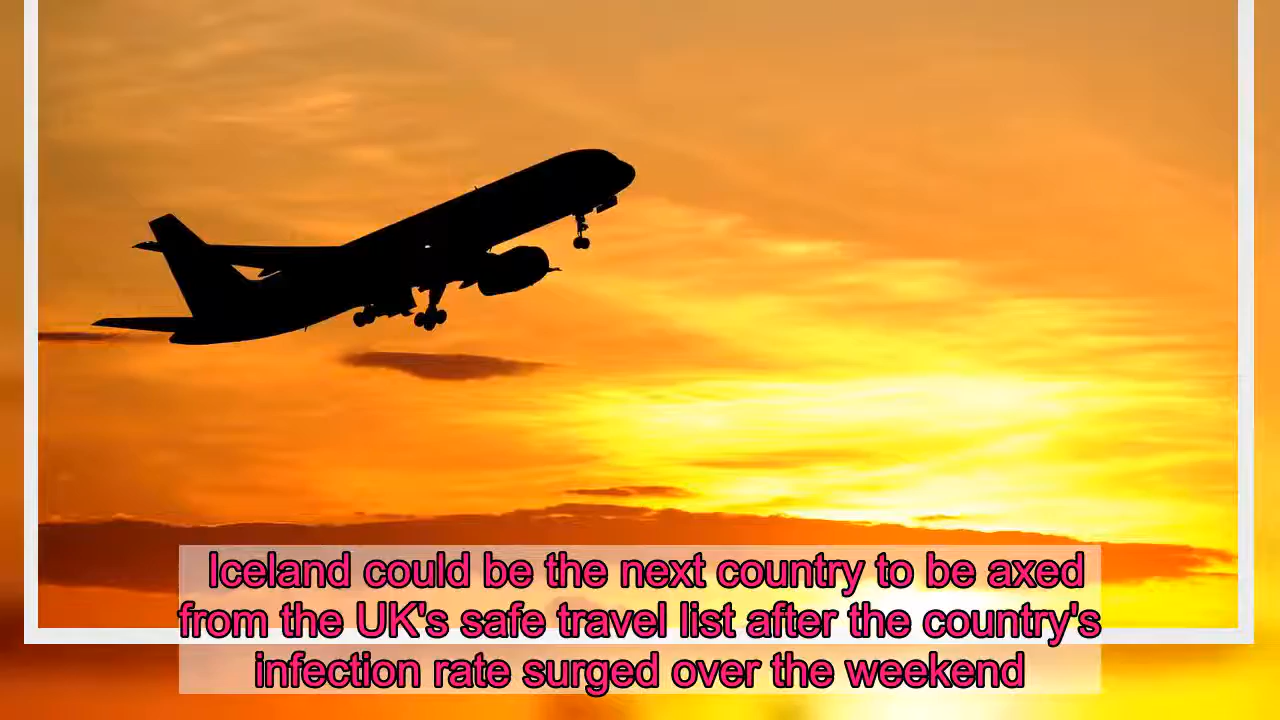 Iceland could be the next country to be axed
from the UK's safe travel list after the country's
infection rate surged over the weekend